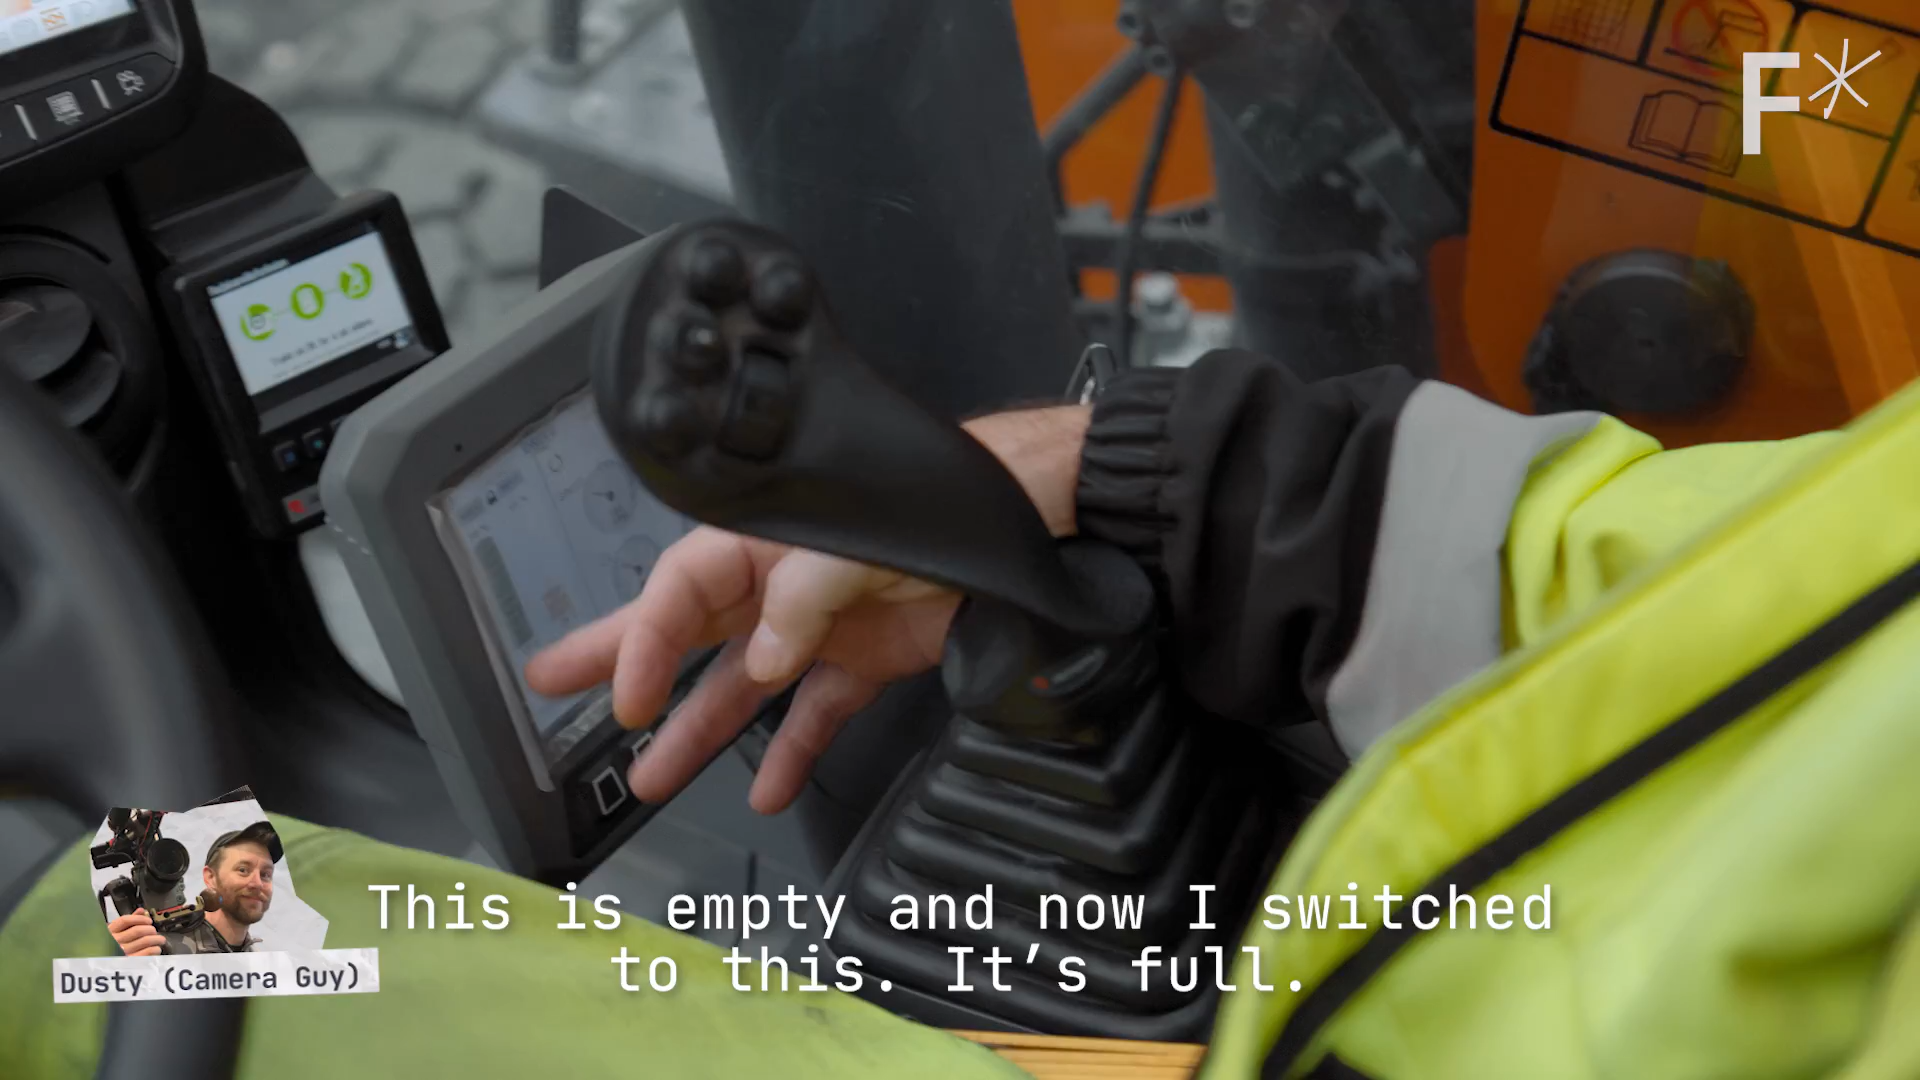 F*
Dusty (Camera Guy)
This is empty and now I switched
to this. It’s full.